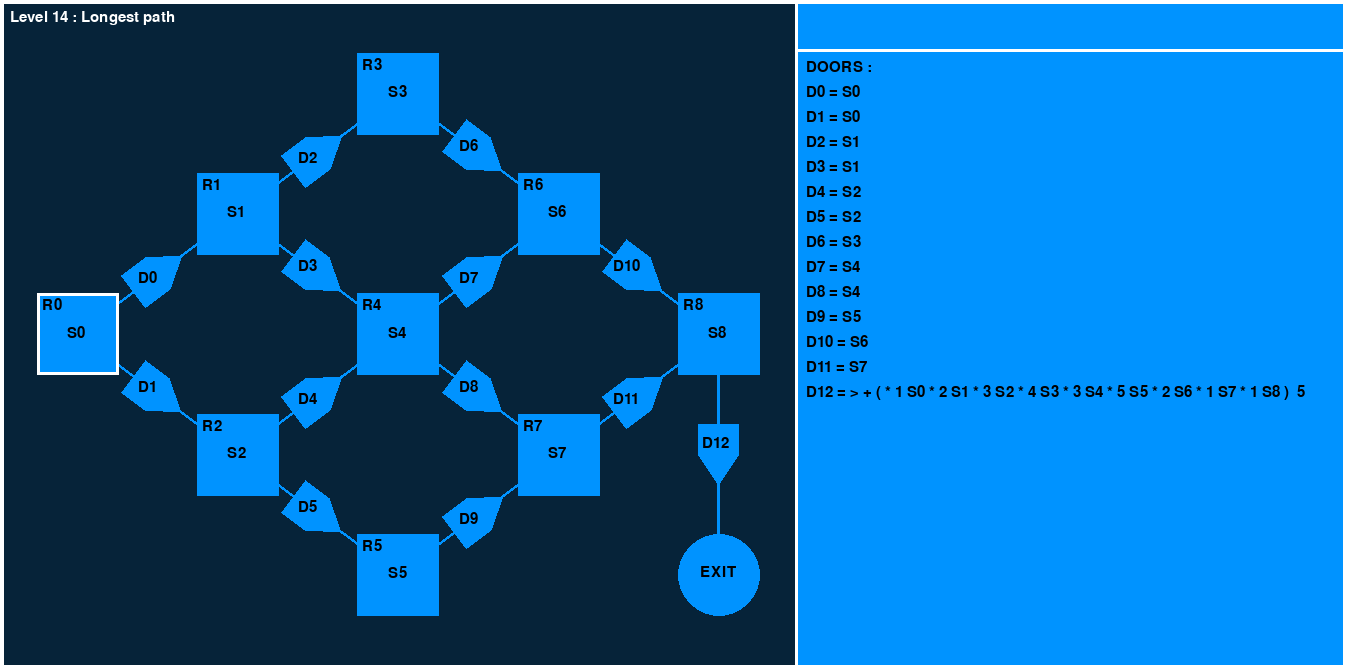 Level 14 : Longest path
R3
S3
D2
D6
R1
S1
R6
S6
D0
D3
D7
D10
R0
S0
R4
S4
R8
S8
D1
D4
D8
D11
R2
S2
R7
S7
D12
D5
D9
R5
S5
EXIT
DOORS :
D0 = S0
D1 = S0
D2 = S1
D3 = S1
D4 = S2
D5 = S2
D6 = S3
D7 = S4
D8 = S4
D9 = S5
D10 = S6
D11 = S7
D12 = > + ( * 1 S0 * 2 S1 * 3 S2 * 4 S3 * 3 S4 * 5 S5 * 2 S6 * 1 S7 * 1 S8 ) 5